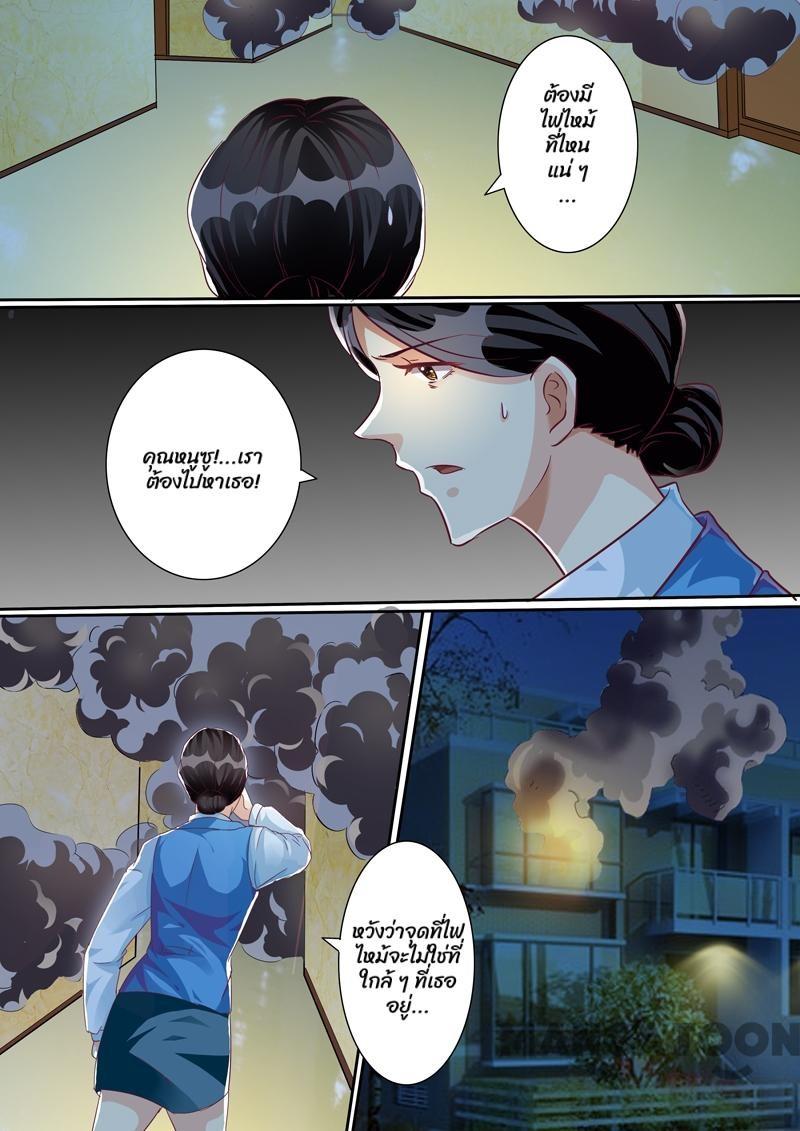 ต้องมี
ไฟไหม้
ที่ไหน
แน่ ๆ
...
คุณหนูซู!...เรา
ต้องไปหาเธอ!
หวังว่าจุดที่ไฟ
ไหม้จะไม่ใช่ที่
ใกล้ ๆ ที่เธอ
อยู่...